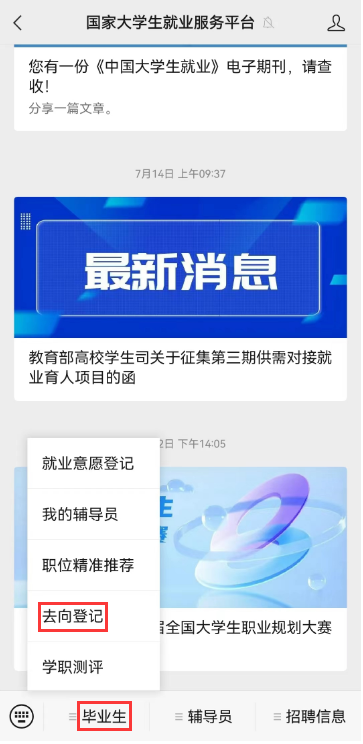 国家大学生就业服务平台
您有一份《中国大学生就业》电子期刊，请查
收！
分享一篇文章。
7月14日 上午09:37
最新消息
教育部高校学生司关于征集第三期供需对接就
业育人项目的函
2日 下午14:05
就业意愿登记
我的辅导员
职位精准推荐
去向登记
学职测评
全国大学生职业规划大赛
毕业生
辅导员
招聘信息